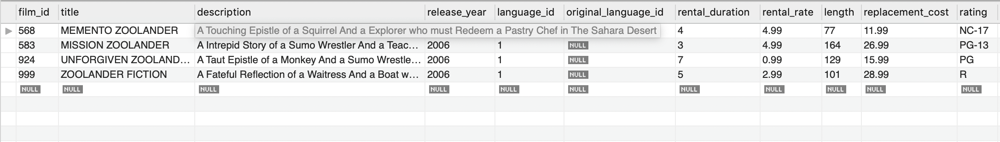 film_id title description release_year language_id original_language_id rental_duration rental_rate length replacement_cost rating
568 MEMENTO ZOOLANDER A Touching Epistle of a Squirrel And a Explorer who must Redeem a Pastry Chef in The Sahara Desert 4 4.99 77 11.99 NC-17
583 MISSION ZOOLANDER A Intrepid Story of a Sumo Wrestler And a Teac... 2006 1 NULL 3 4.99 164 26.99 PG-13
924 UNFORGIVEN ZOOLAND... A Taut Epistle of a Monkey And a Sumo Wrestle... 2006 1 NULL 7 0.99 129 15.99 PG
999 ZOOLANDER FICTION A Fateful Reflection of a Waitress And a Boat w... 2006 1 NULL 5 2.99 101 28.99 R
NULL NULL NULL NULL NULL NULL NULL NULL NULL NULL NULL